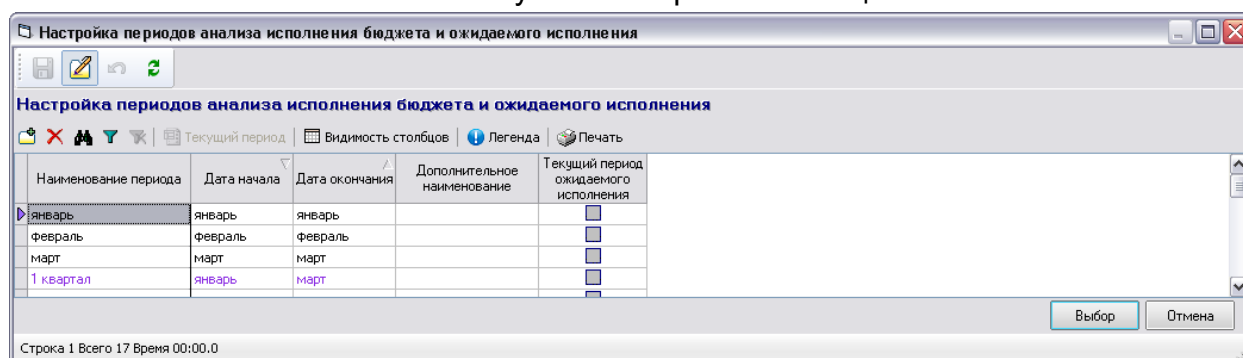 Настройка периодов анализа исполнения бюджета и ожидаемого исполнения
Настройка периодов анализа исполнения бюджета и ожидаемого исполнения
Текущий период Видимость столбцов Легенда Печать
Наименование периода Дата начала Дата окончания Дополнительное наименование Текущий период ожидаемого исполнения
январь январь январь
февраль февраль февраль
март март март
1 квартал январь март
Выбор Отмена
Строка 1 Всего 17 Время 00:00.0